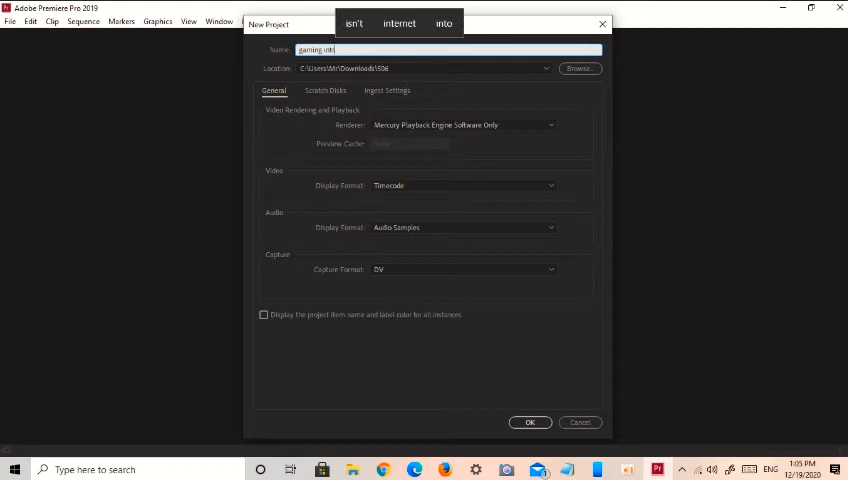 Adobe Premiere Pro 2019
File Edit Clip Sequence Markers Graphics View Window
isn't internet into
New Project
Name:
Location: C:\Users\Mr\Downloads\506 Browse...
General Scratch Disks Ingest Settings
Video Rendering and Playback
Renderer: Mercury Playback Engine Software Only
Preview Cache:
Video
Display Format: Timecode
Audio
Display Format: Audio Samples
Capture
Capture Format: DV
Display the project item name and label color for all instances
OK Cancel
Type here to search
ENG
1:05 PM
12/19/2020